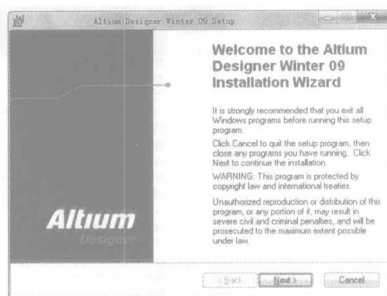 Altium Designer Winter 09 Setup
Welcome to the Altium
Designer Winter 09
Installation Wizard
It is strongly recommended that you exit all
Windows programs before running this setup
program.
Click Cancel to quit the setup program, then
close any programs you have running. Click
Next to continue the installation.
WARNING: This program is protected by
copyright law and international treaties.
Unauthorized reproduction or distribution of this
program, or any portion of it, may result in
severe civil and criminal penalties, and will be
prosecuted to the maximum extent possible
under law.
Altium
Designer
< Back
Next >
Cancel